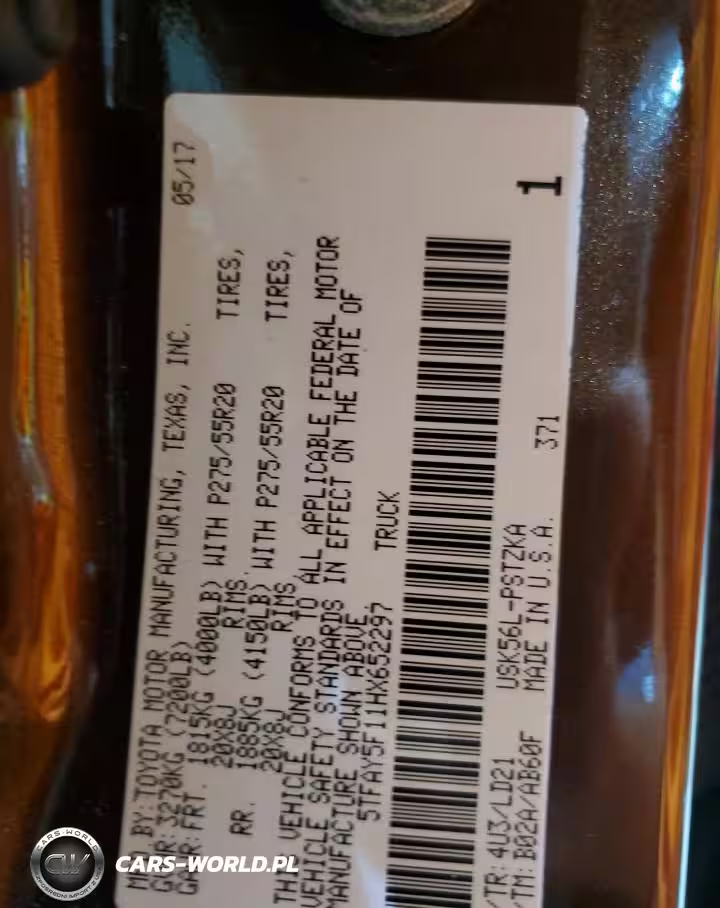 MFD BY: TOYOTA MOTOR MANUFACTURING, TEXAS, INC. 05/17
GVWR: 3270KG (7200LB)
GAWR: FRT. 1815KG (4000LB) WITH P275/55R20 TIRES,
20X8J RIMS,
RR. 1885KG (4150LB) WITH P275/55R20 TIRES,
20X8J RIMS,
THIS VEHICLE CONFORMS TO ALL APPLICABLE FEDERAL MOTOR
VEHICLE SAFETY STANDARDS IN EFFECT ON THE DATE OF
MANUFACTURE SHOWN ABOVE
5TFAY5F11HX652297 TRUCK
/TR: 4U3/LD21 USK56L-PSTZKA
/TM: B02A/AB60F MADE IN U.S.A. 371
1
CARS-WORLD
CW
CARS-WORLD.PL